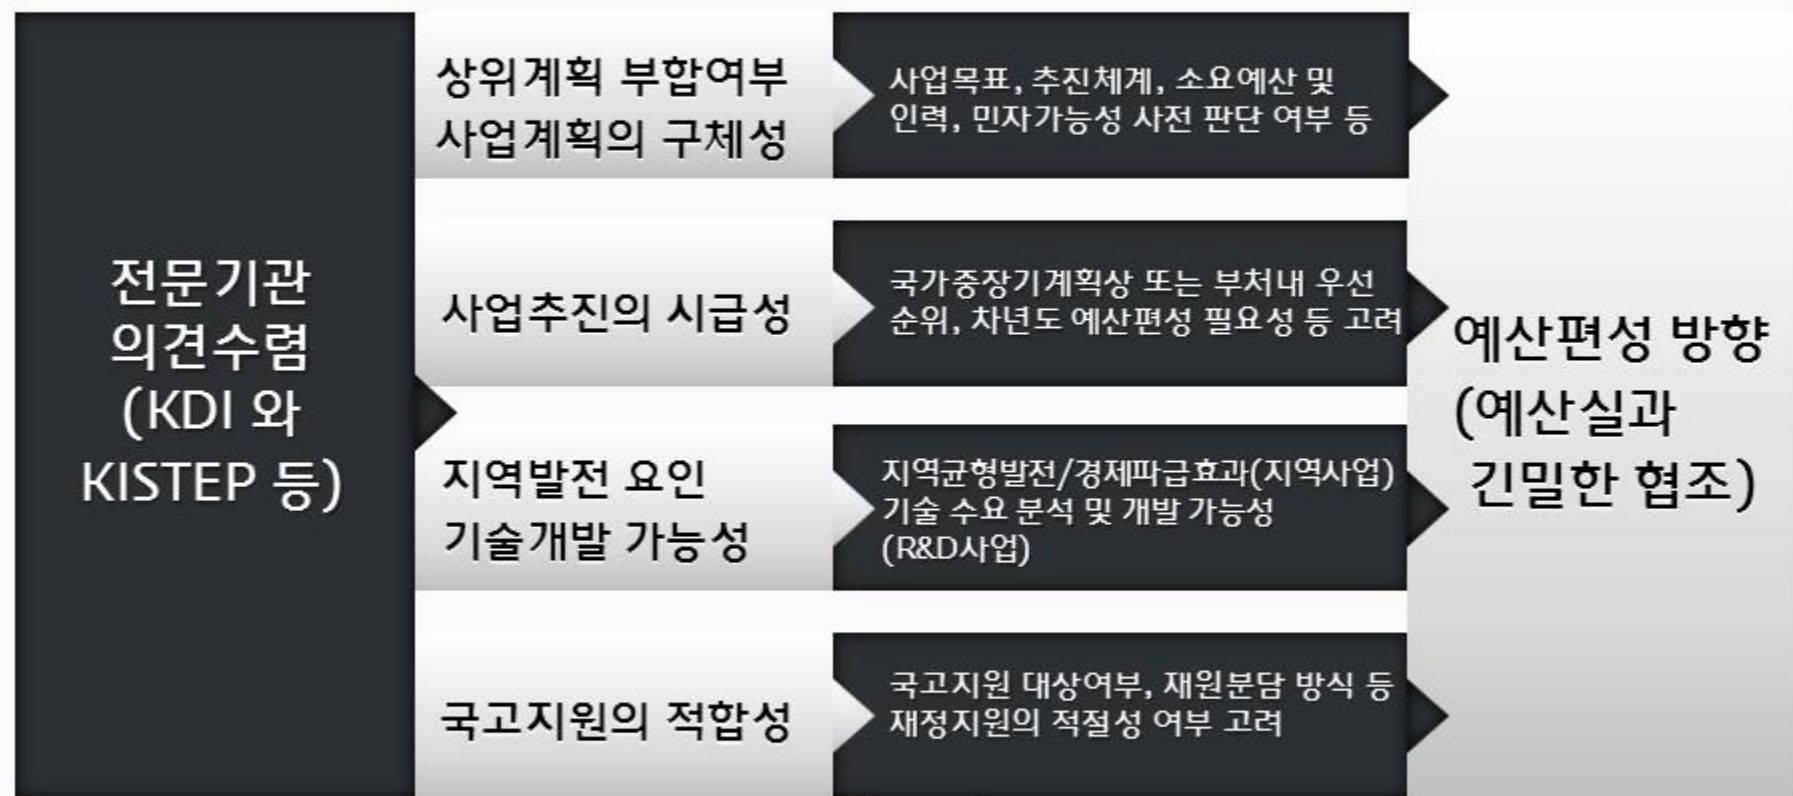 전문기관
의견수렴
(KDI 와
KISTEP 등)
상위계획 부합여부
사업계획의 구체성
사업목표, 추진체계, 소요예산 및
인력, 민자가능성 사전 판단 여부 등
사업추진의 시급성
국가중장기계획상 또는 부처내 우선
순위, 차년도 예산편성 필요성 등 고려
지역발전 요인
기술개발 가능성
지역균형발전/경제파급효과(지역사업)
기술 수요 분석 및 개발 가능성
(R&D사업)
국고지원의 적합성
국고지원 대상여부, 재원분담 방식 등
재정지원의 적절성 여부 고려
예산편성 방향
(예산실과
긴밀한 협조)